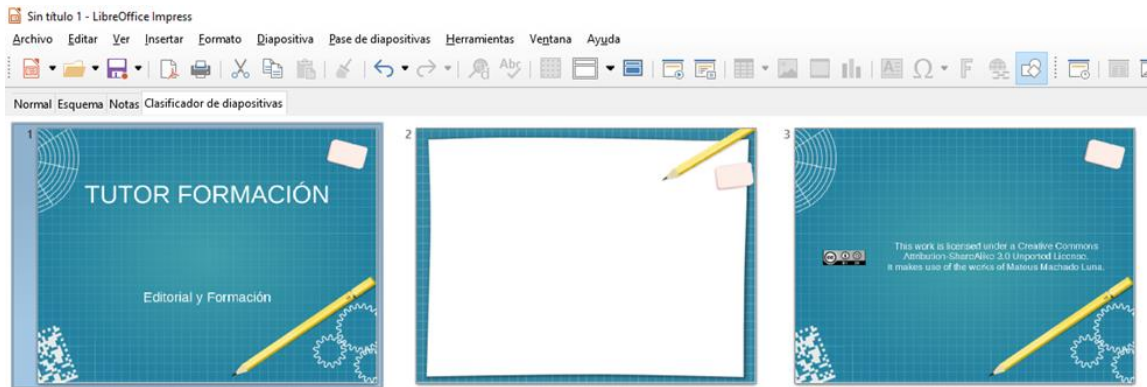 Sin título 1 - LibreOffice Impress
Archivo Editar Ver Insertar Formato Diapositiva Pase de diapositivas Herramientas Ventana Ayuda
Normal Esquema Notas Clasificador de diapositivas
1
TUTOR FORMACIÓN
Editorial y Formación
2
3
This work is licensed under a Creative Commons
Attribution-ShareAlike 3.0 Unported License.
It makes use of the works of Mateus Machado Luna.